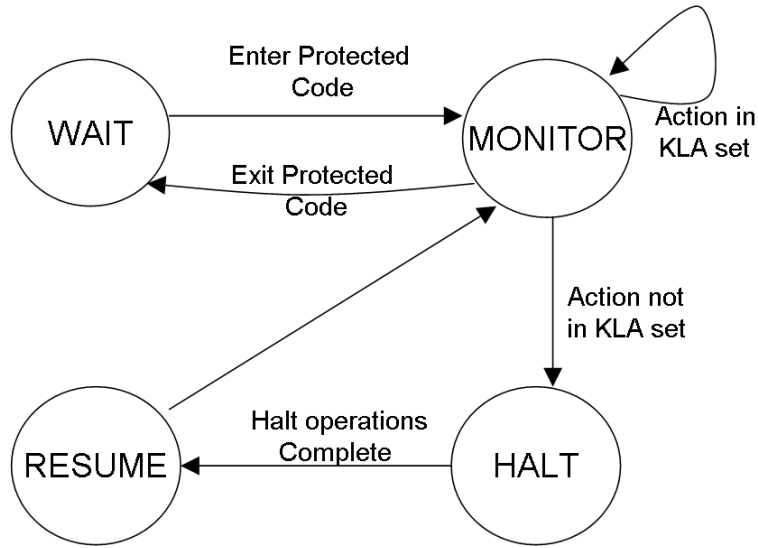 Enter Protected
Code
WAIT
MONITOR
Action in
KLA set
Exit Protected
Code
Action not
in KLA set
Halt operations
Complete
RESUME
HALT